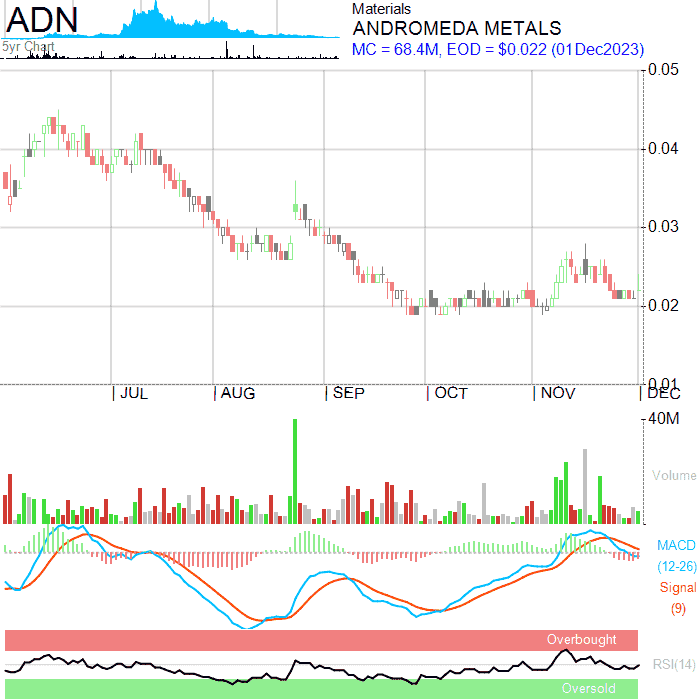 ADN
5yr Chart
Materials
ANDROMEDA METALS
MC = 68.4M, EOD = $0.022 (01Dec2023)
0.05
0.04
0.03
0.02
0.01
JUL AUG SEP OCT NOV DEC
40M
Volume
MACD
(12-26)
Signal
(9)
Overbought
RSI(14)
Oversold